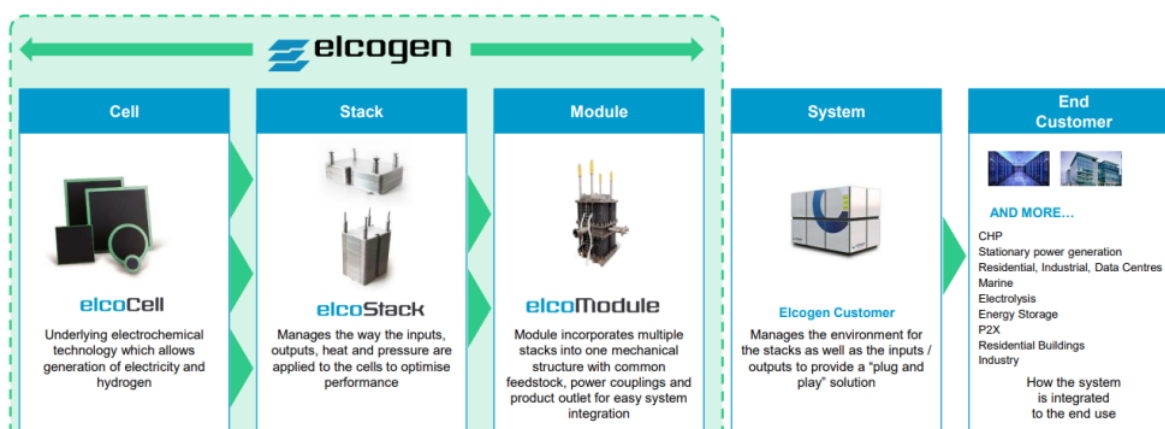 elcogen
Cell
elcoCell
Underlying electrochemical
technology which allows
generation of electricity and
hydrogen
Stack
elcoStack
Manages the way the inputs,
outputs, heat and pressure are
applied to the cells to optimise
performance
Module
elcoModule
Module incorporates multiple
stacks into one mechanical
structure with common
feedstock, power couplings and
product outlet for easy system
integration
System
Elcogen Customer
Manages the environment for
the stacks as well as the inputs /
outputs to provide a “plug and
play” solution
End
Customer
AND MORE…
CHP
Stationary power generation
Residential, Industrial, Data Centres
Marine
Electrolysis
Energy Storage
P2X
Residential Buildings
Industry
How the system
is integrated
to the end use